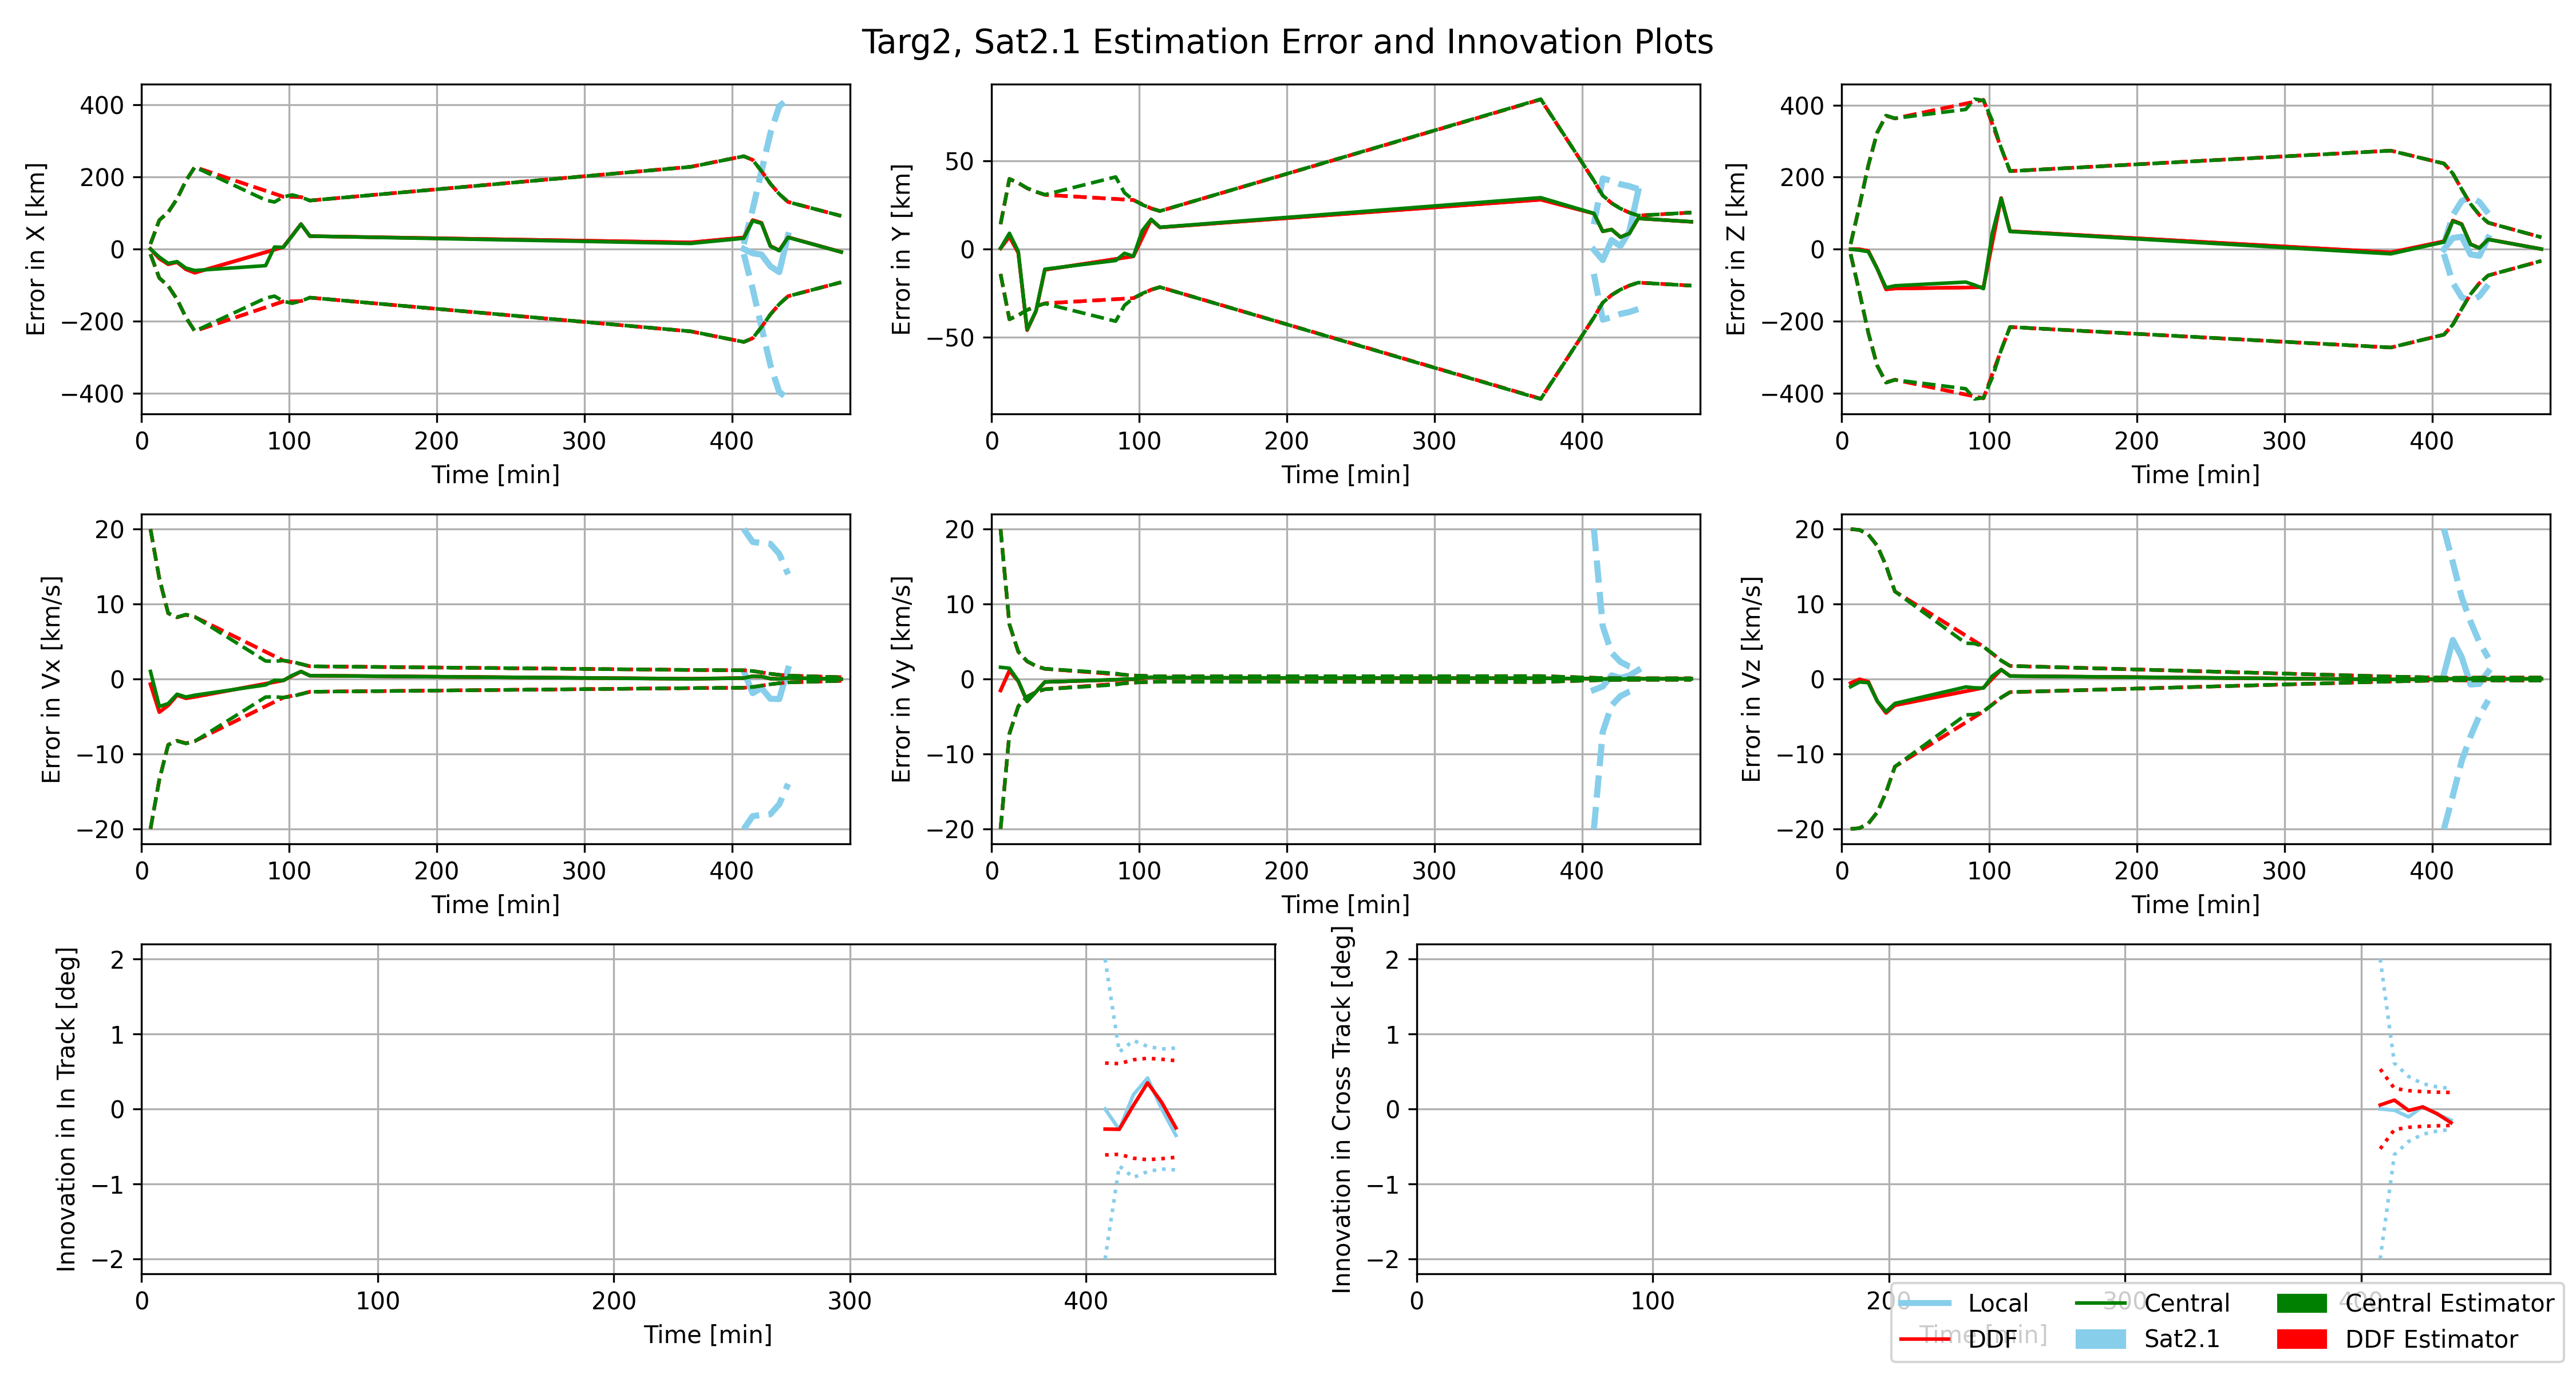 Targ2, Sat2.1 Estimation Error and Innovation Plots
Error in X [km]
400
200
0
−200
−400
0 100 200 300 400
Time [min]
Error in Y [km]
50
0
−50
0 100 200 300 400
Time [min]
Error in Z [km]
400
200
0
−200
−400
0 100 200 300 400
Time [min]
Error in Vx [km/s]
20
10
0
−10
−20
0 100 200 300 400
Time [min]
Error in Vy [km/s]
20
10
0
−10
−20
0 100 200 300 400
Time [min]
Error in Vz [km/s]
20
10
0
−10
−20
0 100 200 300 400
Time [min]
Innovation in In Track [deg]
2
1
0
−1
−2
0 100 200 300 400
Time [min]
Innovation in Cross Track [deg]
2
1
0
−1
−2
0 100 200 300 400
Time [min]
Local Central Central Estimator
DDF Sat2.1 DDF Estimator